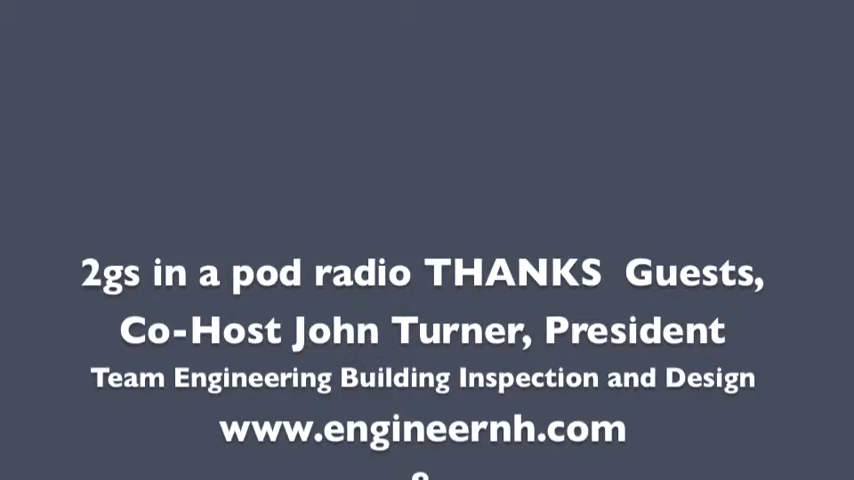 2gs in a pod radio THANKS  Guests,
Co-Host John Turner, President
Team Engineering Building Inspection and Design
www.engineernh.com